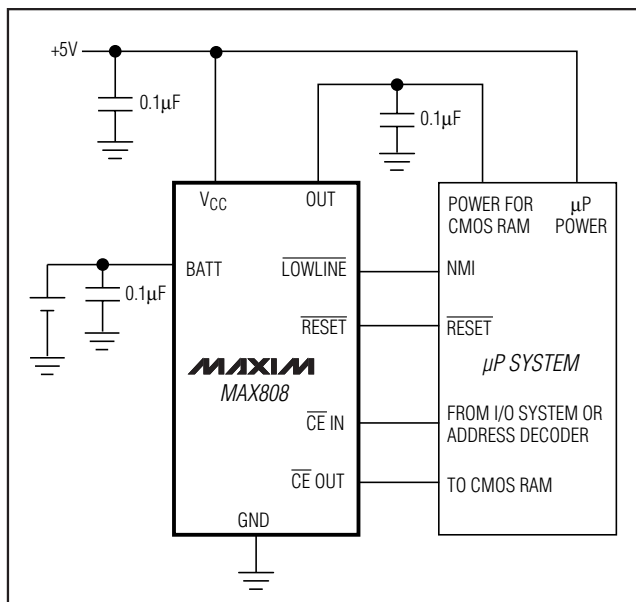 +5V
0.1µF
0.1µF
VCC
OUT
POWER FOR
CMOS RAM
µP
POWER
BATT
LOWLINE
NMI
0.1µF
RESET
RESET
MAXIM
MAX808
µP SYSTEM
CE IN
FROM I/O SYSTEM OR
ADDRESS DECODER
CE OUT
TO CMOS RAM
GND